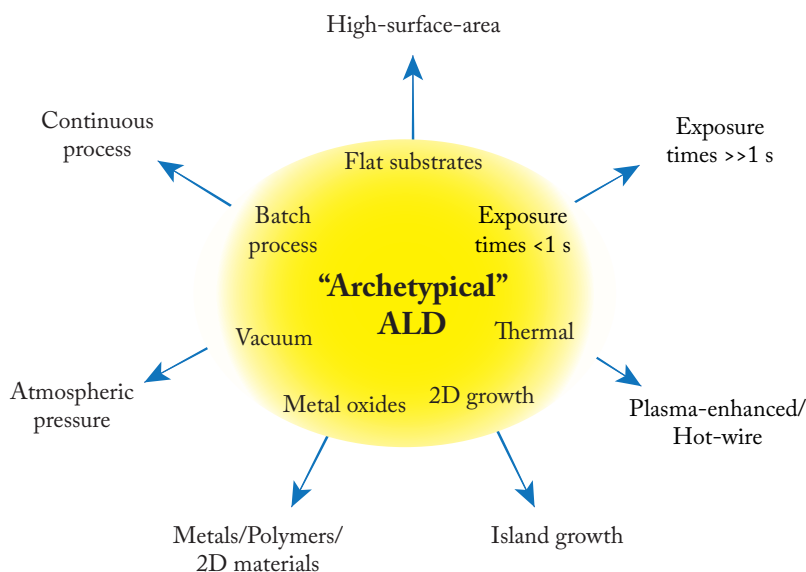 High-surface-area
Continuous
process
Exposure
times >>1 s
Flat substrates
Batch
process
Exposure
times <1 s
“Archetypical”
ALD
Vacuum
Thermal
Atmospheric
pressure
Metal oxides
2D growth
Plasma-enhanced/
Hot-wire
Metals/Polymers/
2D materials
Island growth